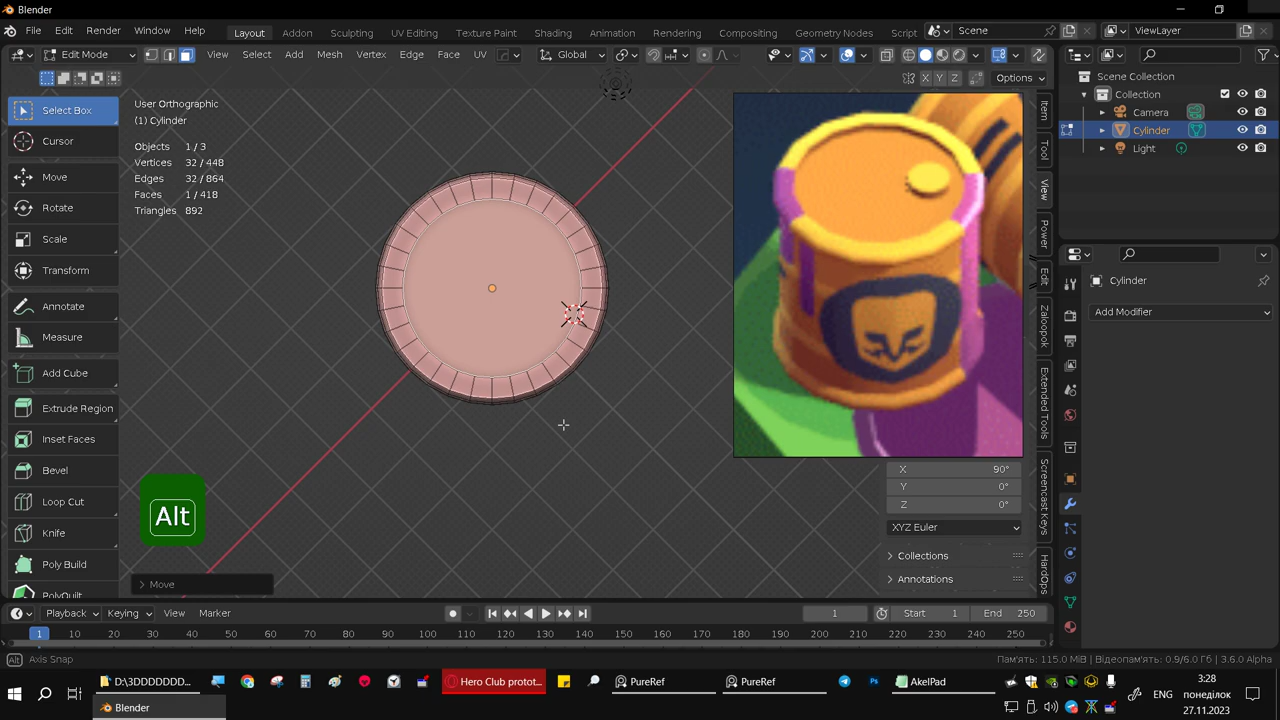 Blender
File Edit Render Window Help Layout Addon Sculpting UV Editing Texture Paint Shading Animation Rendering Compositing Geometry Nodes Script Scene ViewLayer
Edit Mode View Select Add Mesh Vertex Edge Face UV Global
X Y Z Options
Select Box
Cursor
Move
Rotate
Scale
Transform
Annotate
Measure
Add Cube
Extrude Region
Inset Faces
Bevel
Loop Cut
Knife
Poly Build
PolyQuilt
User Orthographic
(1) Cylinder
Objects 1 / 3
Vertices 32 / 448
Edges 32 / 864
Faces 1 / 418
Triangles 892
Alt
Move
Item
Tool
View
Power
Edit
Zaloopok
Extended Tools
Screencast Keys
HardOps
X 90°
Y 0°
Z 0°
XYZ Euler
Collections
Annotations
Scene Collection
Collection
Camera
Cylinder
Light
Cylinder
Add Modifier
Playback Keying View Marker 1 Start 1 End 250
1 10 20 30 40 50 60 70 80 90 100 110 120 130 140 150 160 170 180 190 200 210 220 230 240 250
Alt Axis Snap Пам'ять: 115.0 MiB | Відеопам'ять: 0.9/6.0 Гб | 3.6.0 Alpha
D:\3DDDDDDD... Hero Club protot... PureRef PureRef AkelPad
Blender
ENG
3:28
понеділок
27.11.2023